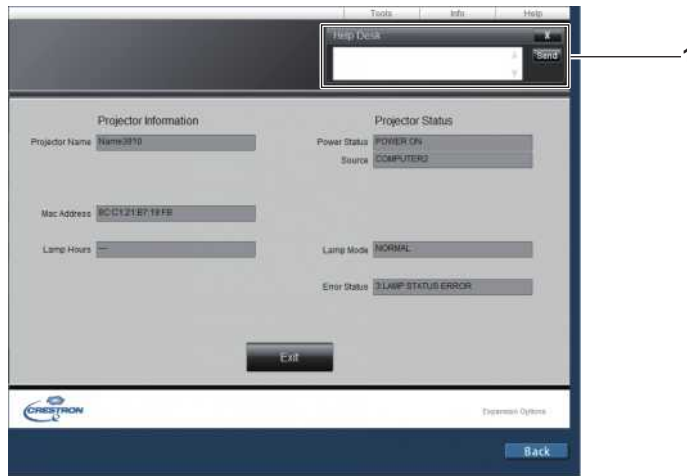 Tools Info Help
Help Desk X
Send
1
Projector Information Projector Status
Projector Name Name3910 Power Status POWER ON
Source COMPUTER2
Mac Address 8C:C1:21:B7:19:FB
Lamp Hours --- Lamp Mode NORMAL
Error Status 3:LAMP STATUS ERROR
Exit
CRESTRON Expansion Options
Back